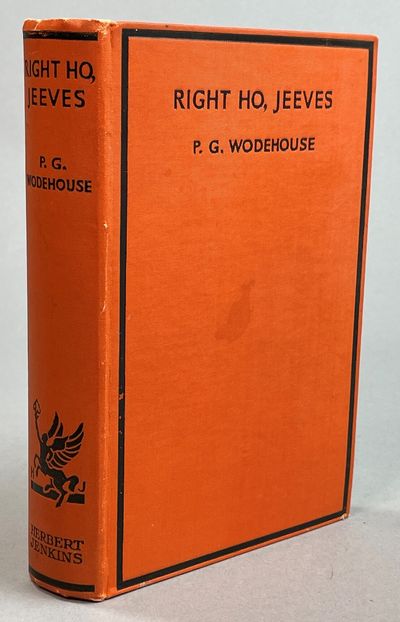 RIGHT HO,
JEEVES
P. G.
WODEHOUSE
H
HERBERT
JENKINS
RIGHT HO, JEEVES
P. G. WODEHOUSE